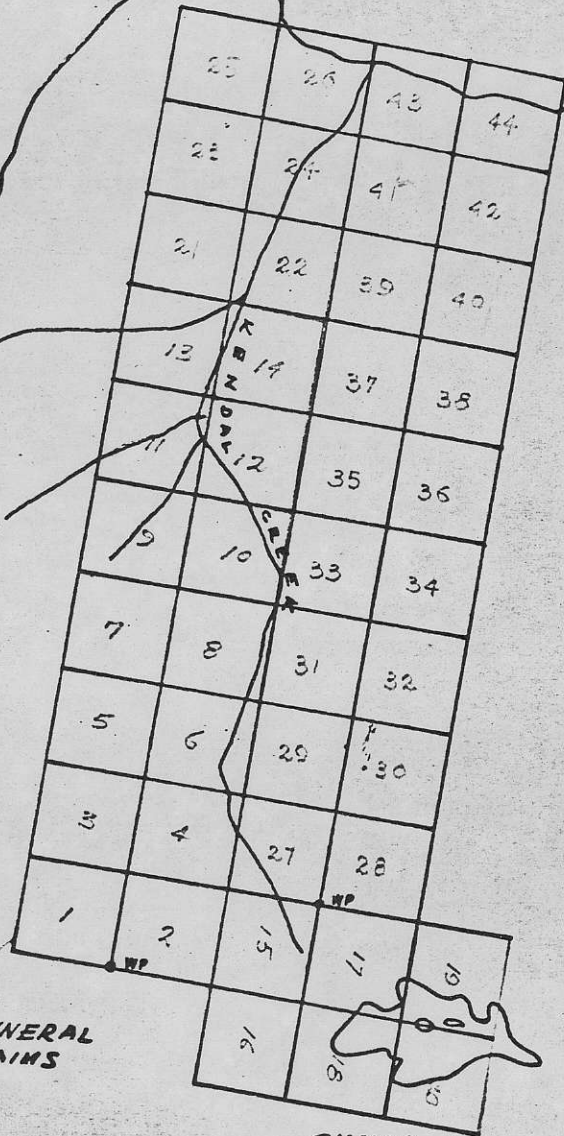 25 26 43 44
23 24 41 42
21 22 39 40
13 14 37 38
KENDAL CREEK
11 12 35 36
9 10 33 34
7 8 31 32
5 6 29 30
3 4 27 28
WP
1 2 15 17 19
WP
16 18
NERAL
AIMS